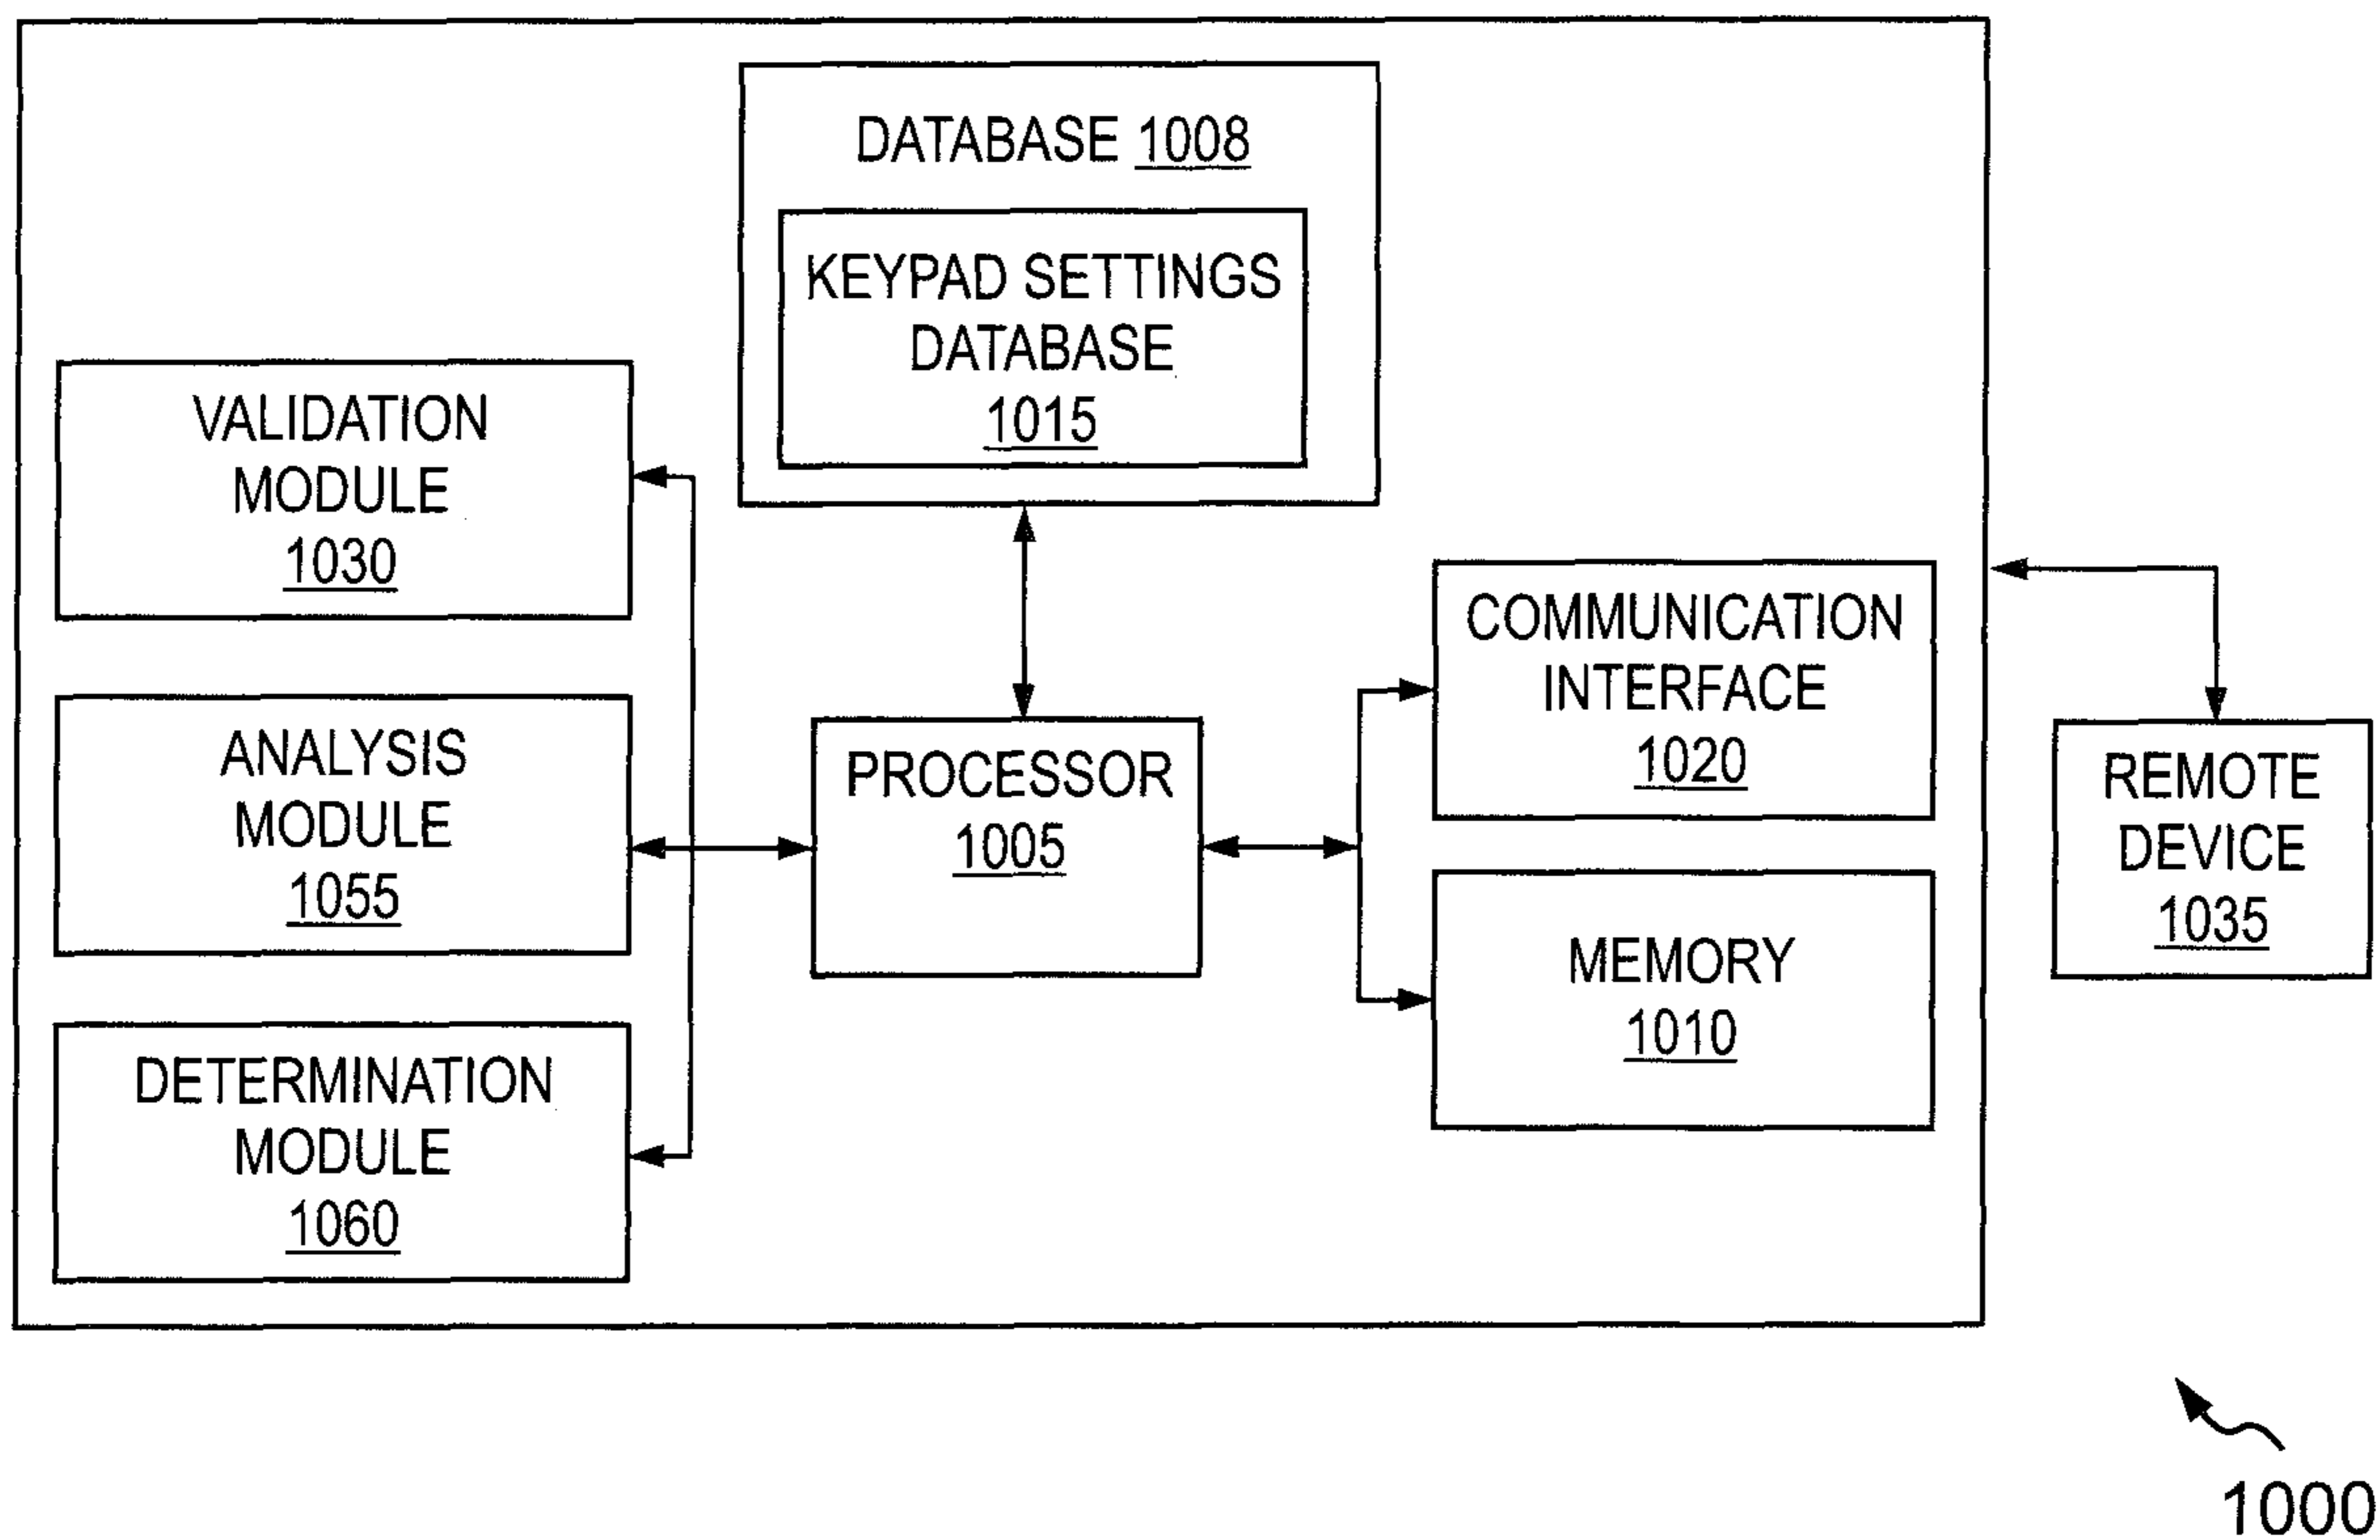 DATABASE 1008
KEYPAD SETTINGS
DATABASE
1015
VALIDATION
MODULE
1030
ANALYSIS
MODULE
1055
DETERMINATION
MODULE
1060
PROCESSOR
1005
COMMUNICATION
INTERFACE
1020
MEMORY
1010
REMOTE
DEVICE
1035
1000